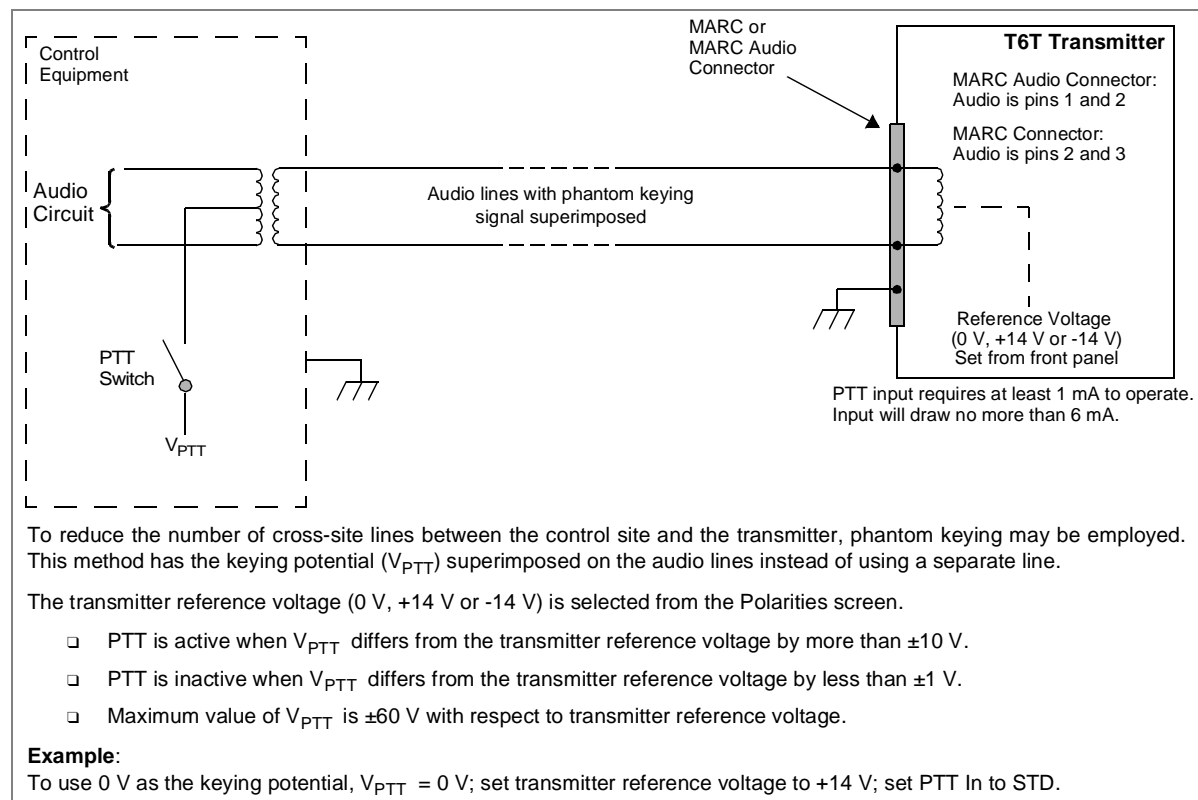 Control
Equipment
MARC or
MARC Audio
Connector
T6T Transmitter
MARC Audio Connector:
Audio is pins 1 and 2
MARC Connector:
Audio is pins 2 and 3
Audio
Circuit
Audio lines with phantom keying
signal superimposed
PTT
Switch
VPTT
Reference Voltage
(0 V, +14 V or -14 V)
Set from front panel
PTT input requires at least 1 mA to operate.
Input will draw no more than 6 mA.
To reduce the number of cross-site lines between the control site and the transmitter, phantom keying may be employed.
This method has the keying potential (VPTT) superimposed on the audio lines instead of using a separate line.
The transmitter reference voltage (0 V, +14 V or -14 V) is selected from the Polarities screen.
❑ PTT is active when VPTT differs from the transmitter reference voltage by more than ±10 V.
❑ PTT is inactive when VPTT differs from the transmitter reference voltage by less than ±1 V.
❑ Maximum value of VPTT is ±60 V with respect to transmitter reference voltage.
Example:
To use 0 V as the keying potential, VPTT = 0 V; set transmitter reference voltage to +14 V; set PTT In to STD.